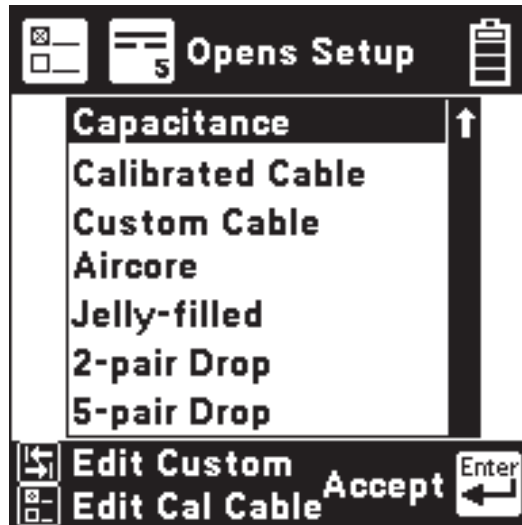 5 Opens Setup
Capacitance
Calibrated Cable
Custom Cable
Aircore
Jelly-filled
2-pair Drop
5-pair Drop
Edit Custom
Edit Cal Cable
Accept Enter